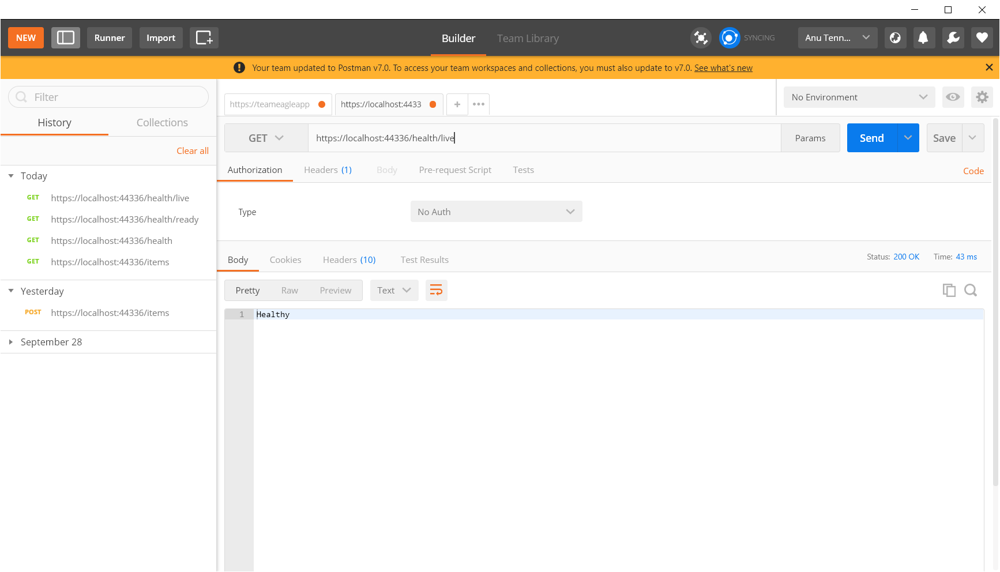 NEW Runner Import Builder Team Library SYNCING Anu Tenn...
Your team updated to Postman v7.0. To access your team workspaces and collections, you must also update to v7.0. See what's new
Filter
History Collections
Clear all
Today
GET https://localhost:44336/health/live
GET https://localhost:44336/health/ready
GET https://localhost:44336/health
GET https://localhost:44336/items
Yesterday
POST https://localhost:44336/items
September 28
https://teameagleapp https://localhost:4433 + •••
No Environment
GET https://localhost:44336/health/live Params Send Save
Authorization Headers (1) Body Pre-request Script Tests Code
Type No Auth
Body Cookies Headers (10) Test Results Status: 200 OK Time: 43 ms
Pretty Raw Preview Text
1 Healthy